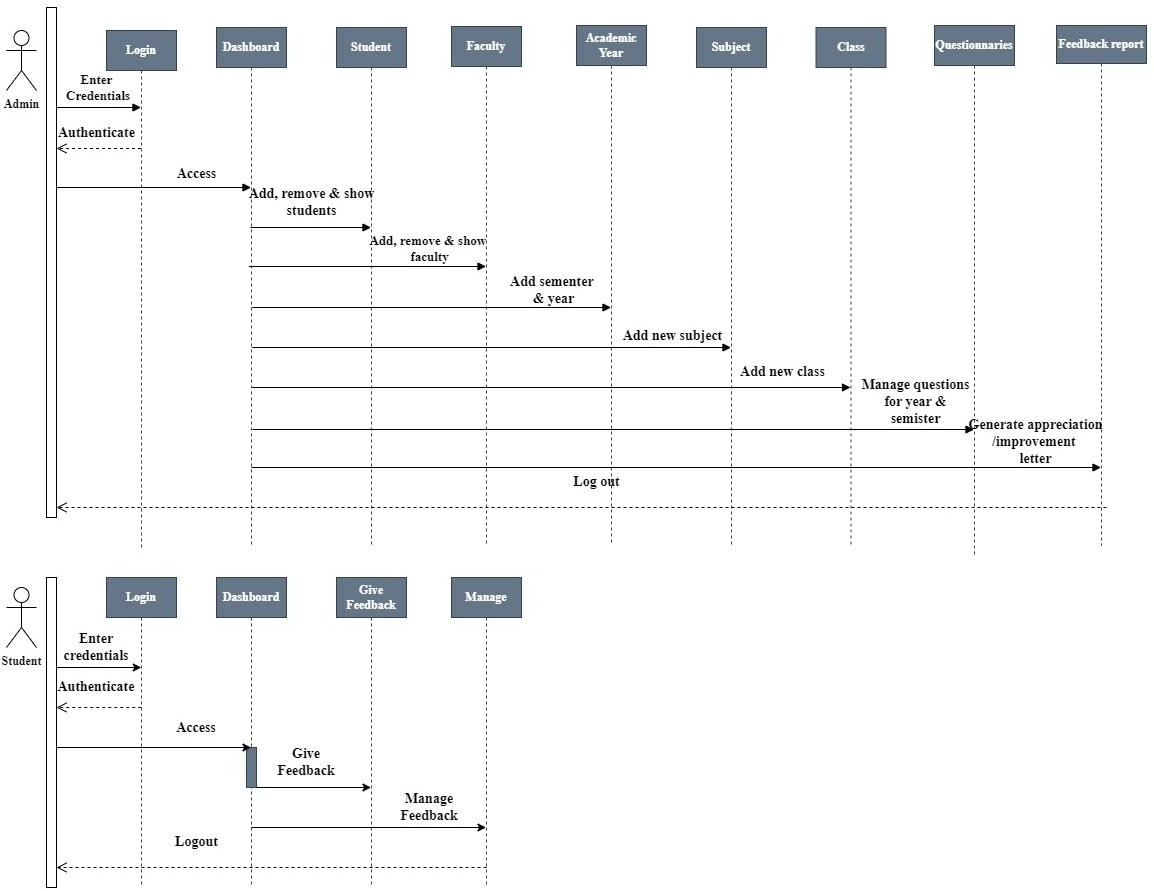 Login
Dashboard
Student
Faculty
Academic
Year
Subject
Class
Questionnaries
Feedback report
Admin
Enter
Credentials
Authenticate
Access
Add, remove & show
students
Add, remove & show
faculty
Add sementer
& year
Add new subject
Add new class
Manage questions
for year &
semister
Generate appreciation
/improvement
letter
Log out
Login
Dashboard
Give
Feedback
Manage
Student
Enter
credentials
Authenticate
Access
Give
Feedback
Manage
Feedback
Logout